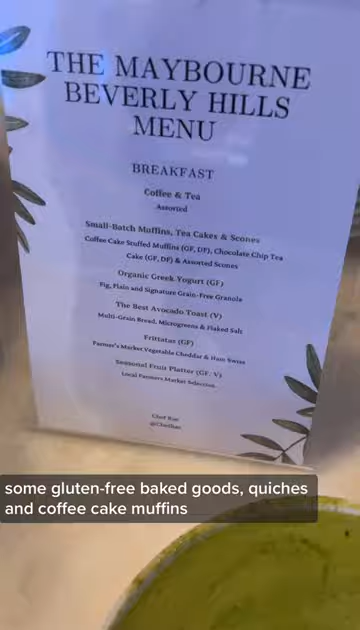 THE MAYBOURNE
BEVERLY HILLS
MENU
BREAKFAST
Coffee & Tea
Assorted
Small-Batch Muffins, Tea Cakes & Scones
Coffee Cake Stuffed Muffins (GF, DF), Chocolate Chip Tea
Cake (GF, DF) & Assorted Scones
Organic Greek Yogurt (GF)
Fig, Plain and Signature Grain-Free Granola
The Best Avocado Toast (V)
Multi-Grain Bread, Microgreens & Flaked Salt
Frittatas (GF)
Farmer's Market Vegetable Cheddar & Ham Swiss
Seasonal Fruit Platter (GF, V)
Local Farmers Market Selection
Chef Bae
@ChefBae
some gluten-free baked goods, quiches
and coffee cake muffins